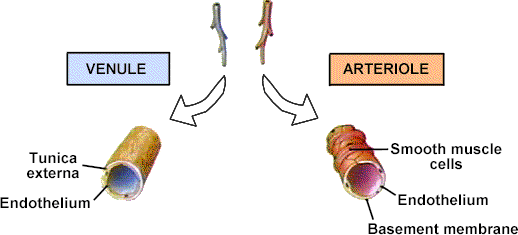 VENULE
ARTERIOLE
Tunica
externa
Endothelium
Smooth muscle
cells
Endothelium
Basement membrane